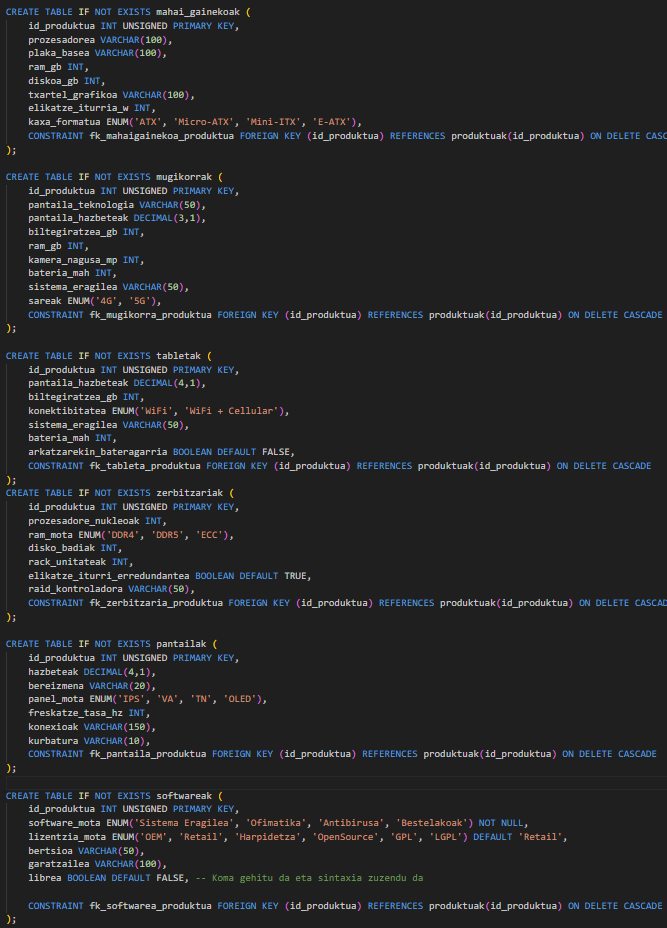 CREATE TABLE IF NOT EXISTS mahai_gainekoak (
id_produktua INT UNSIGNED PRIMARY KEY,
prozesadorea VARCHAR(100),
plaka_basea VARCHAR(100),
ram_gb INT,
diskoa_gb INT,
txartel_grafikoa VARCHAR(100),
elikatze_iturria_w INT,
kaxa_formatua ENUM('ATX', 'Micro-ATX', 'Mini-ITX', 'E-ATX'),
CONSTRAINT fk_mahaigainekoa_produktua FOREIGN KEY (id_produktua) REFERENCES produktuak(id_produktua) ON DELETE CASC
);
CREATE TABLE IF NOT EXISTS mugikorrak (
id_produktua INT UNSIGNED PRIMARY KEY,
pantaila_teknologia VARCHAR(50),
pantaila_hazbeteak DECIMAL(3,1),
biltegiratzea_gb INT,
ram_gb INT,
kamera_nagusa_mp INT,
bateria_mah INT,
sistema_eragilea VARCHAR(50),
sareak ENUM('4G', '5G'),
CONSTRAINT fk_mugikorra_produktua FOREIGN KEY (id_produktua) REFERENCES produktuak(id_produktua) ON DELETE CASCADE
);
CREATE TABLE IF NOT EXISTS tabletak (
id_produktua INT UNSIGNED PRIMARY KEY,
pantaila_hazbeteak DECIMAL(4,1),
biltegiratzea_gb INT,
konektibitatea ENUM('WiFi', 'WiFi + Cellular'),
sistema_eragilea VARCHAR(50),
bateria_mah INT,
arkatzarekin_bateragarria BOOLEAN DEFAULT FALSE,
CONSTRAINT fk_tableta_produktua FOREIGN KEY (id_produktua) REFERENCES produktuak(id_produktua) ON DELETE CASCADE
);
CREATE TABLE IF NOT EXISTS zerbitzariak (
id_produktua INT UNSIGNED PRIMARY KEY,
prozesadore_nukleoak INT,
ram_mota ENUM('DDR4', 'DDR5', 'ECC'),
disko_badiak INT,
rack_unitateak INT,
elikatze_iturri_erredundantea BOOLEAN DEFAULT TRUE,
raid_kontroladora VARCHAR(50),
CONSTRAINT fk_zerbitzaria_produktua FOREIGN KEY (id_produktua) REFERENCES produktuak(id_produktua) ON DELETE CASCAD
);
CREATE TABLE IF NOT EXISTS pantailak (
id_produktua INT UNSIGNED PRIMARY KEY,
hazbeteak DECIMAL(4,1),
bereizmena VARCHAR(20),
panel_mota ENUM('IPS', 'VA', 'TN', 'OLED'),
freskatze_tasa_hz INT,
konexioak VARCHAR(150),
kurbatura VARCHAR(10),
CONSTRAINT fk_pantaila_produktua FOREIGN KEY (id_produktua) REFERENCES produktuak(id_produktua) ON DELETE CASCADE
);
CREATE TABLE IF NOT EXISTS softwareak (
id_produktua INT UNSIGNED PRIMARY KEY,
software_mota ENUM('Sistema Eragilea', 'Ofimatika', 'Antibirusa', 'Bestelakoak') NOT NULL,
lizentzia_mota ENUM('OEM', 'Retail', 'Harpidetza', 'OpenSource', 'GPL', 'LGPL') DEFAULT 'Retail',
bertsioa VARCHAR(50),
garatzailea VARCHAR(100),
librea BOOLEAN DEFAULT FALSE, -- Koma gehitu da eta sintaxia zuzendu da
CONSTRAINT fk_softwarea_produktua FOREIGN KEY (id_produktua) REFERENCES produktuak(id_produktua) ON DELETE CASCADE
);